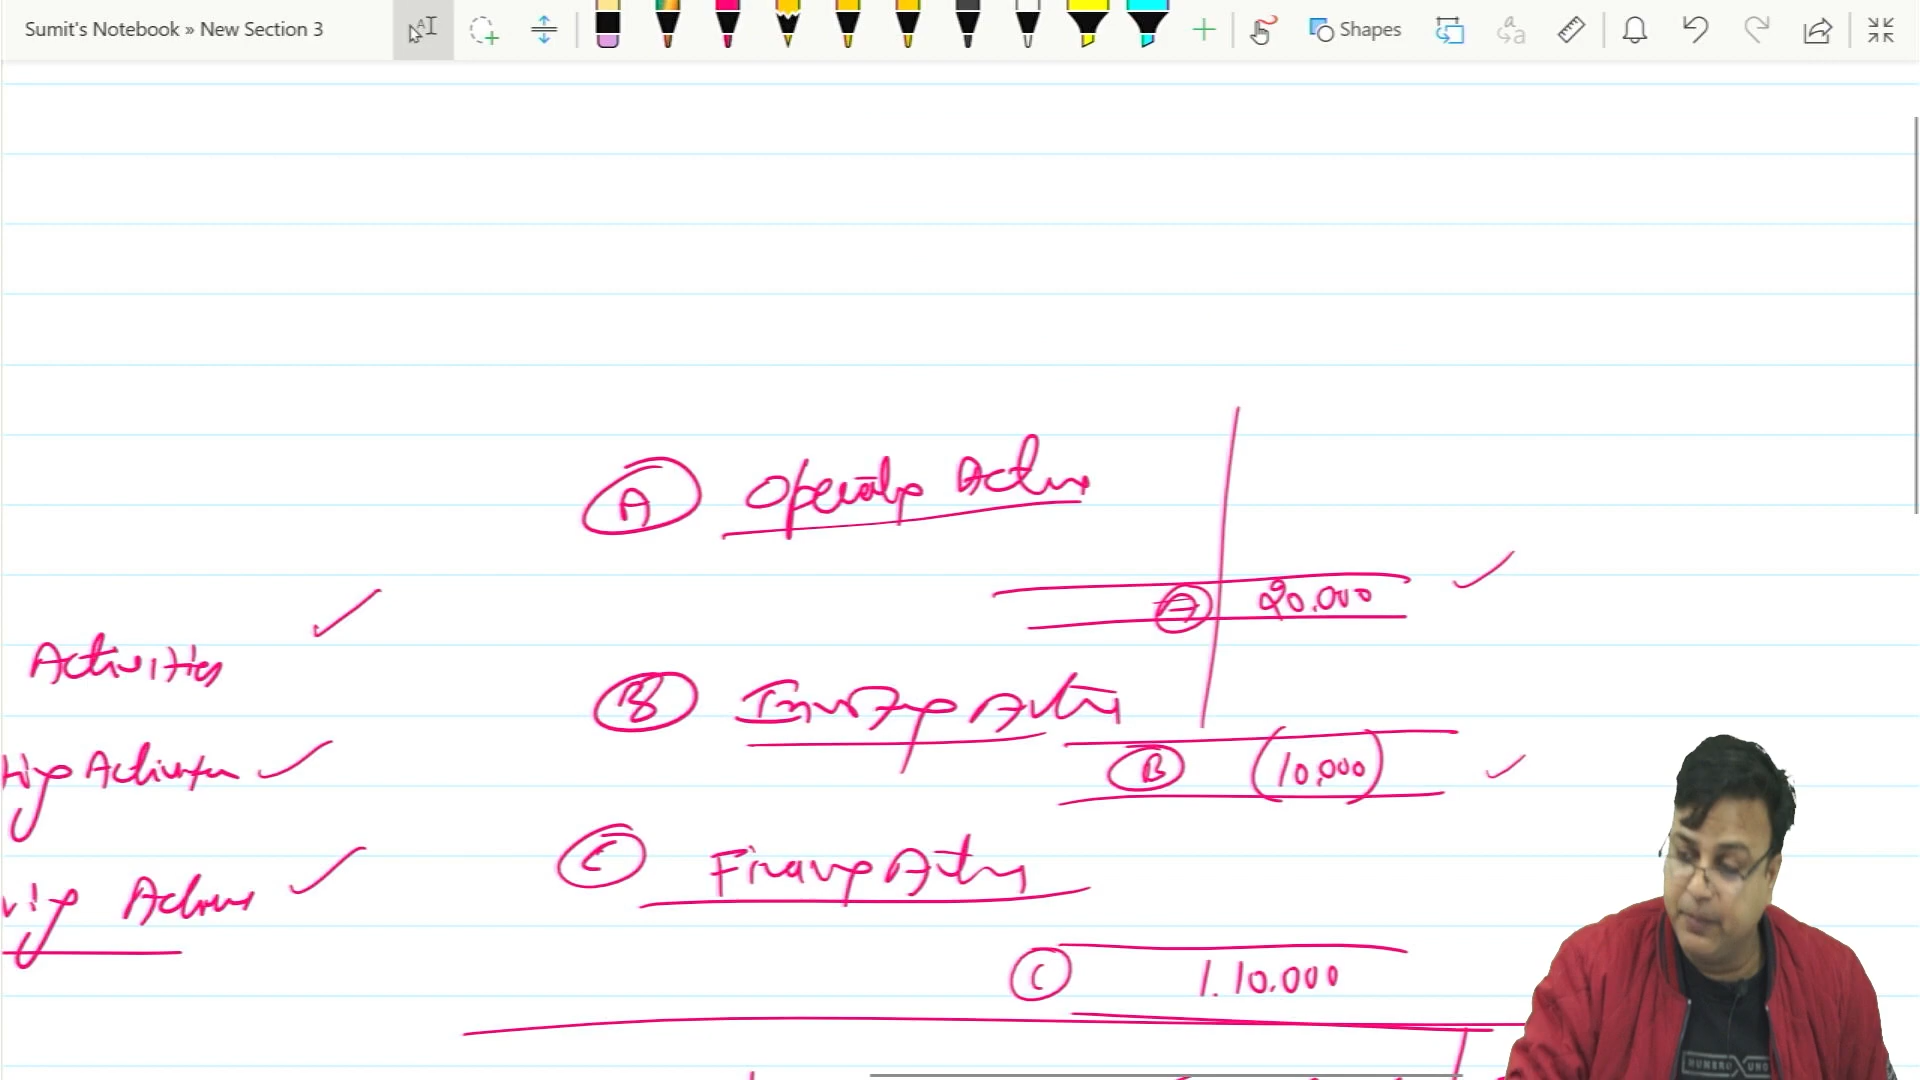 Sumit's Notebook » New Section 3
Shapes
A Operating Activities
A 20,000
Activities
B Investing Activities
B (10,000)
Activities
C Financing Activities
C 1,10,000